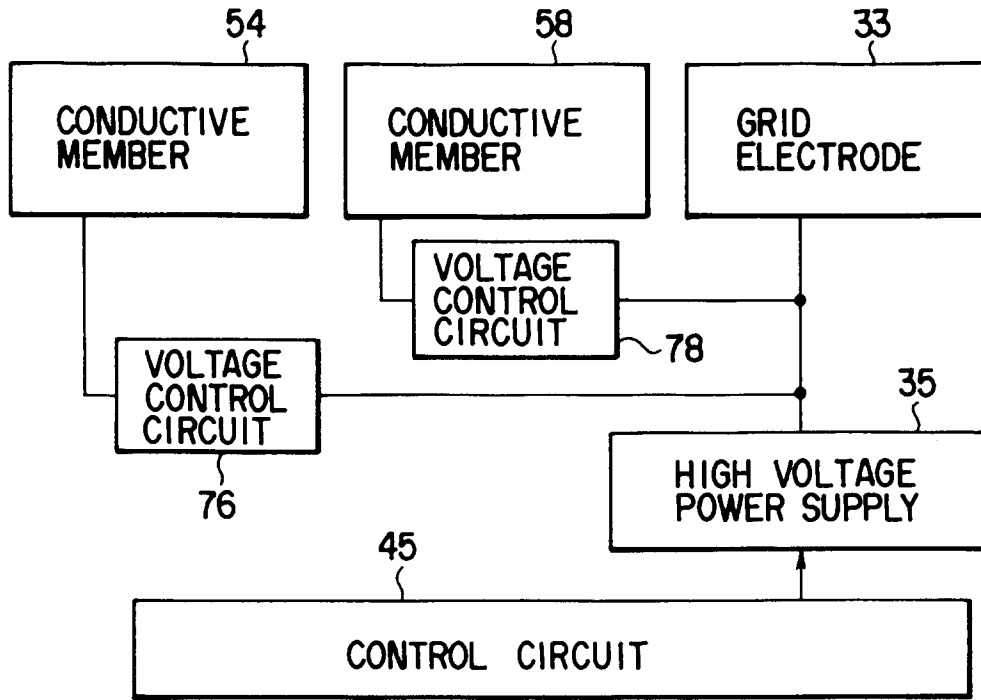 54
58
33
CONDUCTIVE
MEMBER
CONDUCTIVE
MEMBER
GRID
ELECTRODE
VOLTAGE
CONTROL
CIRCUIT
78
VOLTAGE
CONTROL
CIRCUIT
76
35
HIGH VOLTAGE
POWER SUPPLY
45
CONTROL CIRCUIT